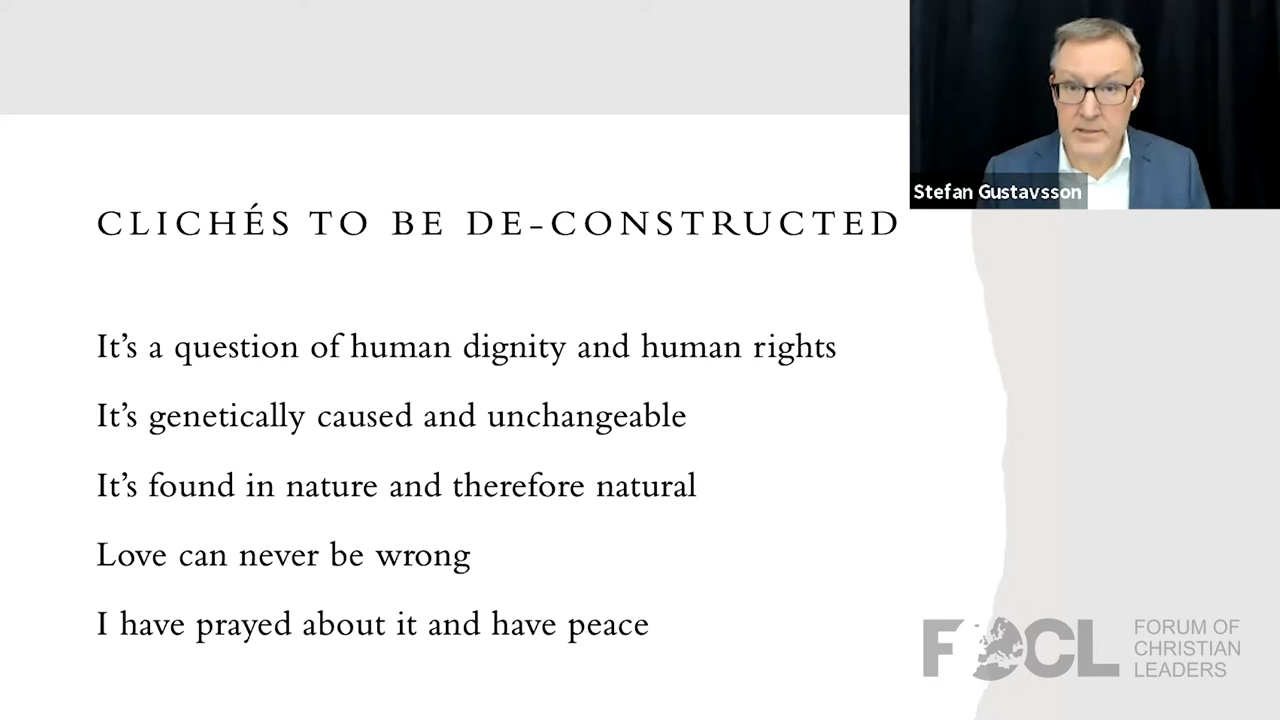 Stefan Gustavsson
CLICHÉS TO BE DE-CONSTRUCTED
It’s a question of human dignity and human rights
It’s genetically caused and unchangeable
It’s found in nature and therefore natural
Love can never be wrong
I have prayed about it and have peace
FOCL
FORUM OF
CHRISTIAN
LEADERS